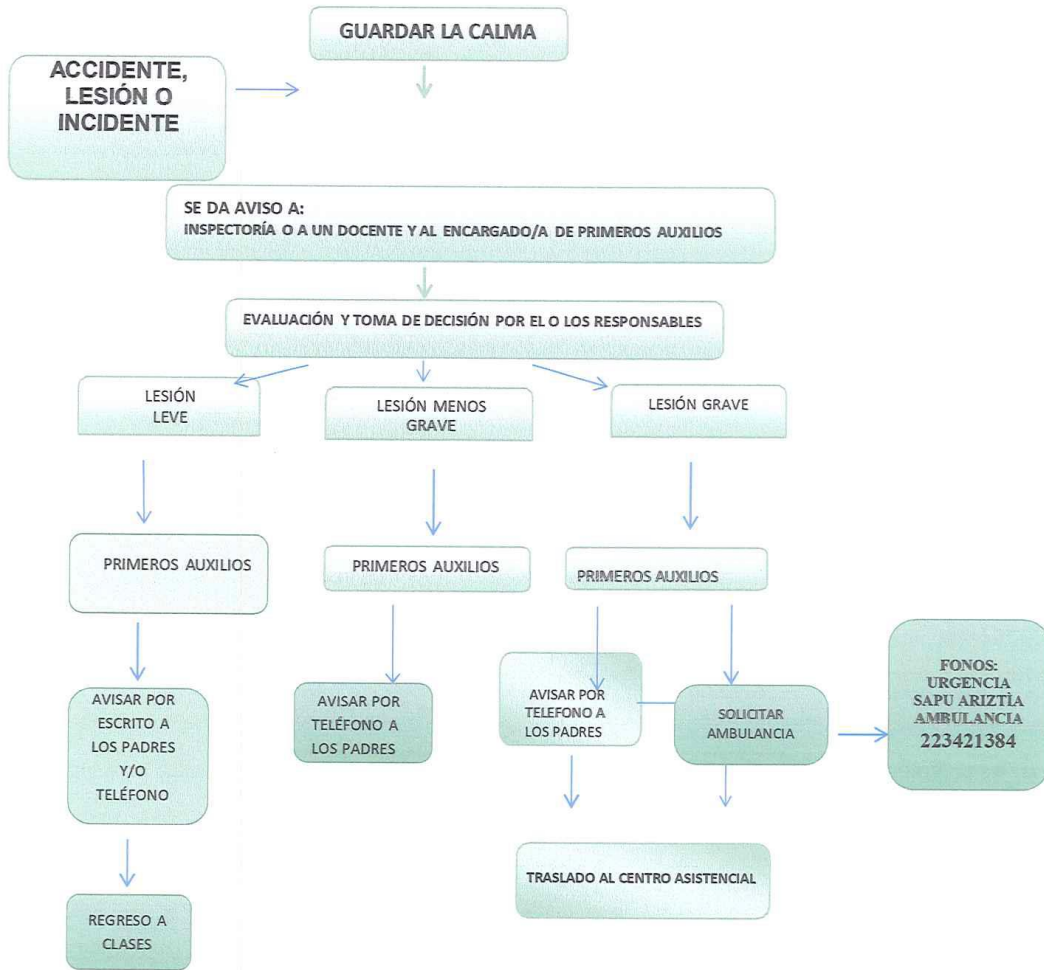 GUARDAR LA CALMA
ACCIDENTE,
LESIÓN O
INCIDENTE
SE DA AVISO A:
INSPECTORÍA O A UN DOCENTE Y AL ENCARGADO/A DE PRIMEROS AUXILIOS
EVALUACIÓN Y TOMA DE DECISIÓN POR EL O LOS RESPONSABLES
LESIÓN
LEVE
LESIÓN MENOS
GRAVE
LESIÓN GRAVE
PRIMEROS AUXILIOS
PRIMEROS AUXILIOS
PRIMEROS AUXILIOS
AVISAR POR
ESCRITO A
LOS PADRES
Y/O
TELÉFONO
AVISAR POR
TELÉFONO A
LOS PADRES
AVISAR POR
TELEFONO A
LOS PADRES
SOLICITAR
AMBULANCIA
FONOS:
URGENCIA
SAPU ARIZTÌA
AMBULANCIA
223421384
TRASLADO AL CENTRO ASISTENCIAL
REGRESO A
CLASES